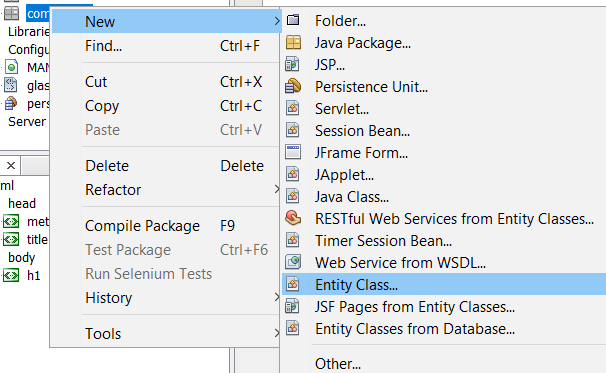 com
Librarie
Configu
MAN
glas
pers
Server
ml
head
met
title
body
h1
New
Find... Ctrl+F
Cut Ctrl+X
Copy Ctrl+C
Paste Ctrl+V
Delete Delete
Refactor
Compile Package F9
Test Package Ctrl+F6
Run Selenium Tests
History
Tools
Folder...
Java Package...
JSP...
Persistence Unit...
Servlet...
Session Bean...
JFrame Form...
JApplet...
Java Class...
RESTful Web Services from Entity Classes...
Timer Session Bean...
Web Service from WSDL...
Entity Class...
JSF Pages from Entity Classes...
Entity Classes from Database...
Other...